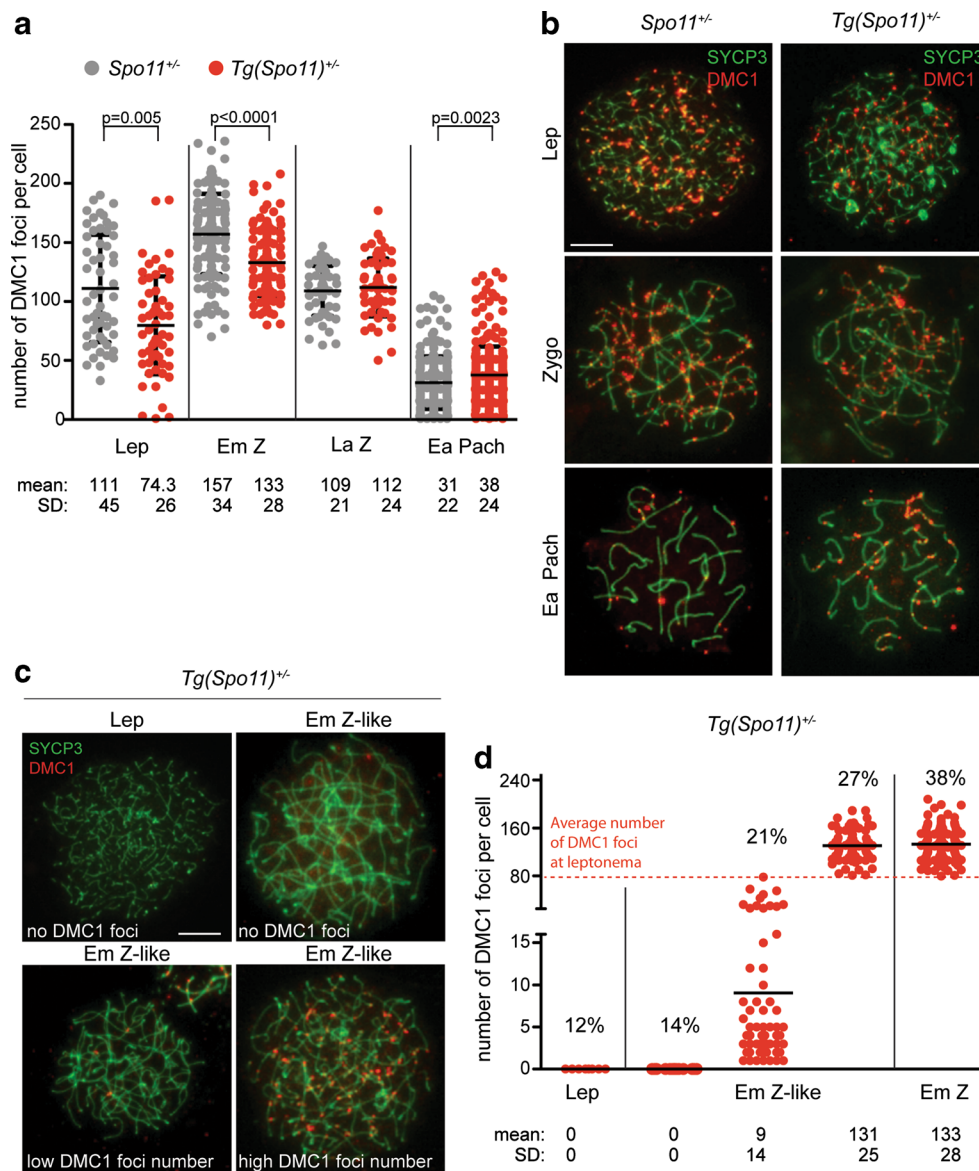 a
Spo11+/- Tg(Spo11)+/-
p=0.005 p<0.0001 p=0.0023
number of DMC1 foci per cell
250
200
150
100
50
0
Lep Em Z La Z Ea Pach
mean: 111 74.3 157 133 109 112 31 38
SD: 45 26 34 28 21 24 22 24
b
Spo11+/- Tg(Spo11)+/-
SYCP3 SYCP3
DMC1 DMC1
Lep
Zygo
Ea Pach
c
Tg(Spo11)+/-
Lep Em Z-like
SYCP3
DMC1
no DMC1 foci no DMC1 foci
Em Z-like Em Z-like
low DMC1 foci number high DMC1 foci number
Tg(Spo11)+/-
d
number of DMC1 foci per cell
240
160
80
15
10
5
0
27% 38%
Average number
of DMC1 foci
at leptonema
21%
12% 14%
Lep Em Z-like Em Z
mean: 0 0 9 131 133
SD: 0 0 14 25 28